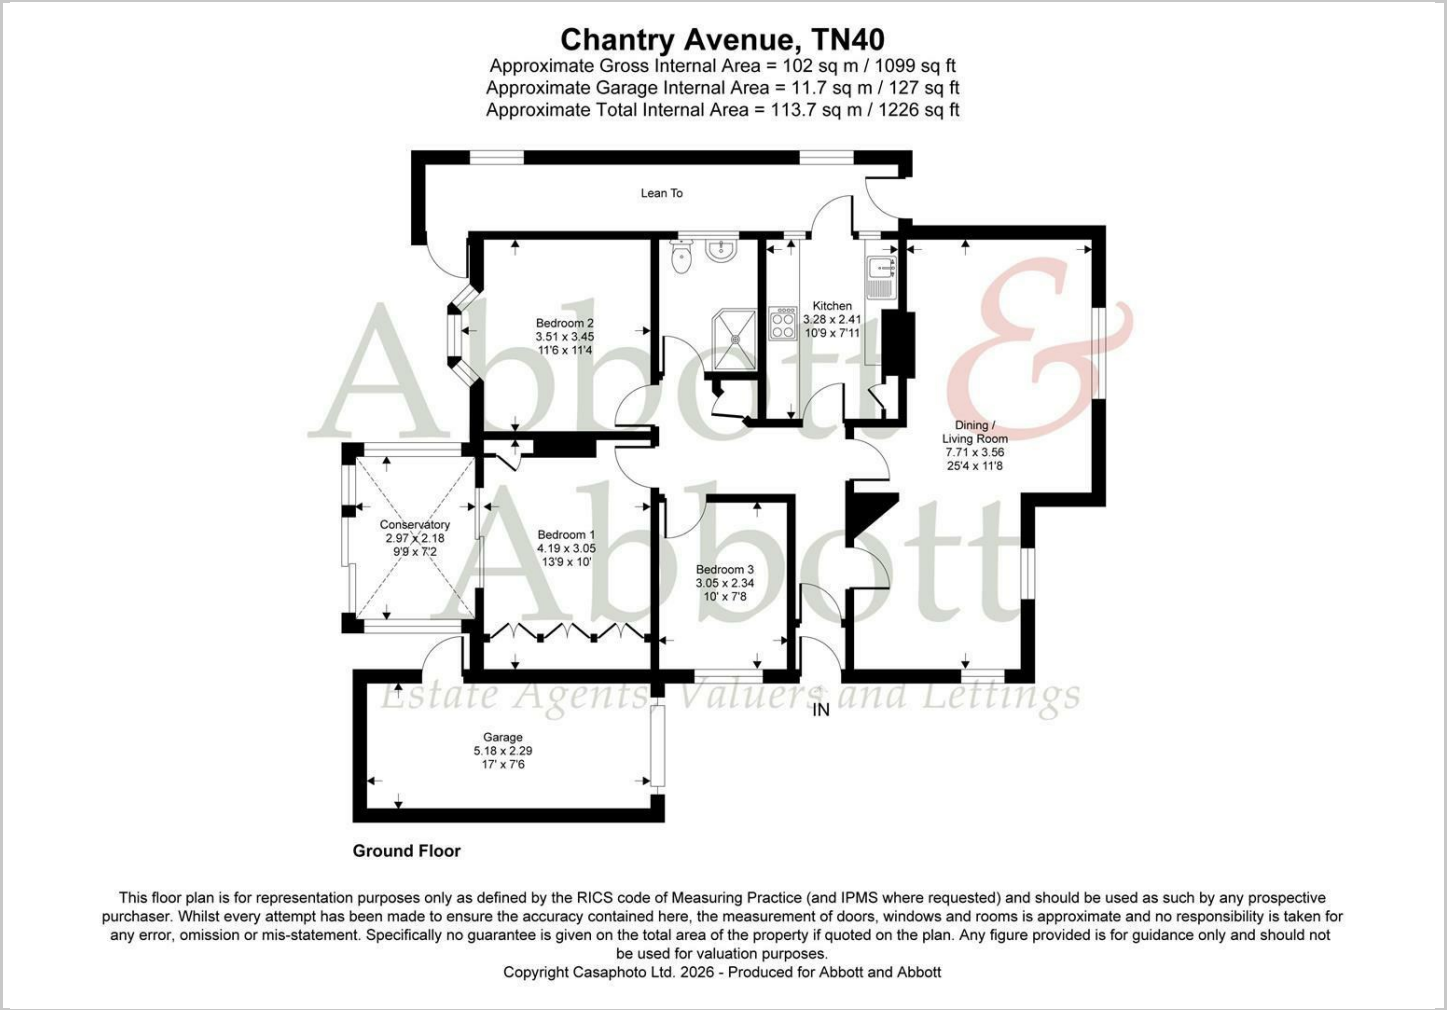 Chantry Avenue, TN40
Approximate Gross Internal Area = 102 sq m / 1099 sq ft
Approximate Garage Internal Area = 11.7 sq m / 127 sq ft
Approximate Total Internal Area = 113.7 sq m / 1226 sq ft
Lean To
Bedroom 2
3.51 x 3.45
11'6 x 11'4
Kitchen
3.28 x 2.41
10'9 x 7'11
Dining /
Living Room
7.71 x 3.56
25'4 x 11'8
Conservatory
2.97 x 2.18
9'9 x 7'2
Bedroom 1
4.19 x 3.05
13'9 x 10'
Bedroom 3
3.05 x 2.34
10' x 7'8
IN
Garage
5.18 x 2.29
17' x 7'6
Abbott &
Abbott
Estate Agents, Valuers and Lettings
Ground Floor
This floor plan is for representation purposes only as defined by the RICS code of Measuring Practice (and IPMS where requested) and should be used as such by any prospective
purchaser. Whilst every attempt has been made to ensure the accuracy contained here, the measurement of doors, windows and rooms is approximate and no responsibility is taken for
any error, omission or mis-statement. Specifically no guarantee is given on the total area of the property if quoted on the plan. Any figure provided is for guidance only and should not
be used for valuation purposes.
Copyright Casaphoto Ltd. 2026 - Produced for Abbott and Abbott